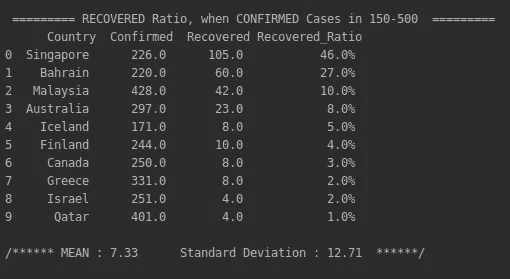 ========= RECOVERED Ratio, when CONFIRMED Cases in 150-500 =========
Country Confirmed Recovered Recovered_Ratio
0 Singapore 226.0 105.0 46.0%
1 Bahrain 220.0 60.0 27.0%
2 Malaysia 428.0 42.0 10.0%
3 Australia 297.0 23.0 8.0%
4 Iceland 171.0 8.0 5.0%
5 Finland 244.0 10.0 4.0%
6 Canada 250.0 8.0 3.0%
7 Greece 331.0 8.0 2.0%
8 Israel 251.0 4.0 2.0%
9 Qatar 401.0 4.0 1.0%
/****** MEAN : 7.33 Standard Deviation : 12.71 ******/